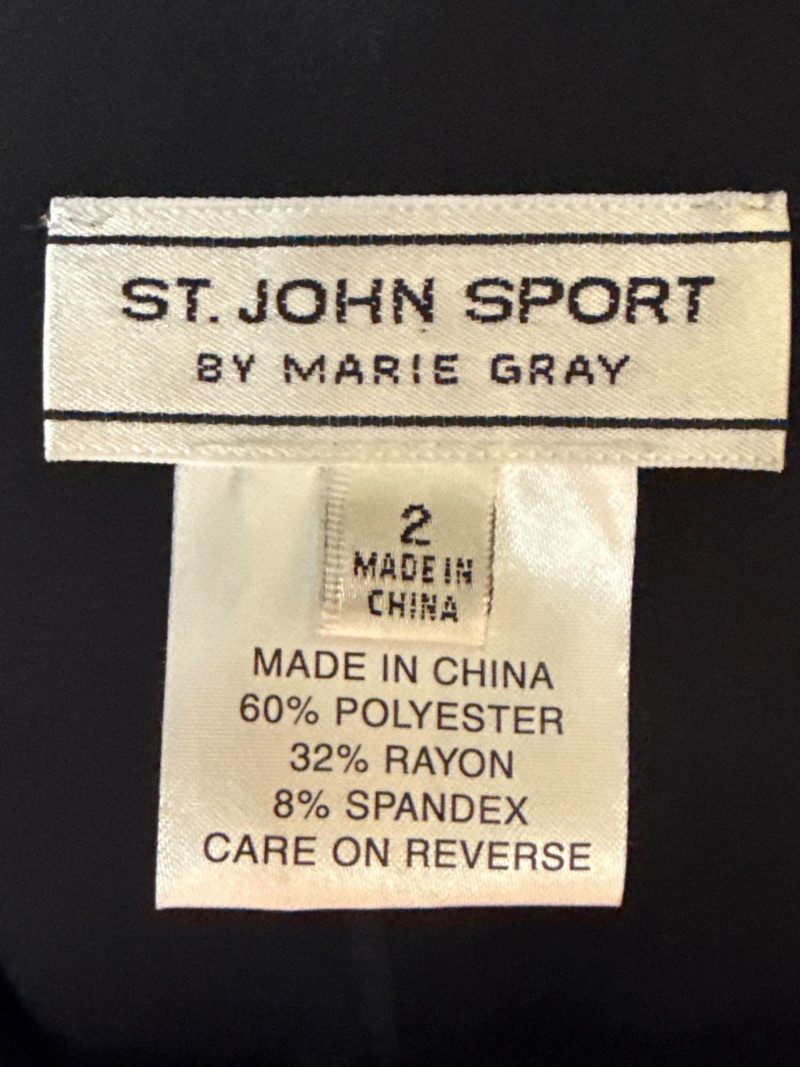 ST. JOHN SPORT
BY MARIE GRAY
2
MADE IN
CHINA
MADE IN CHINA
60% POLYESTER
32% RAYON
8% SPANDEX
CARE ON REVERSE